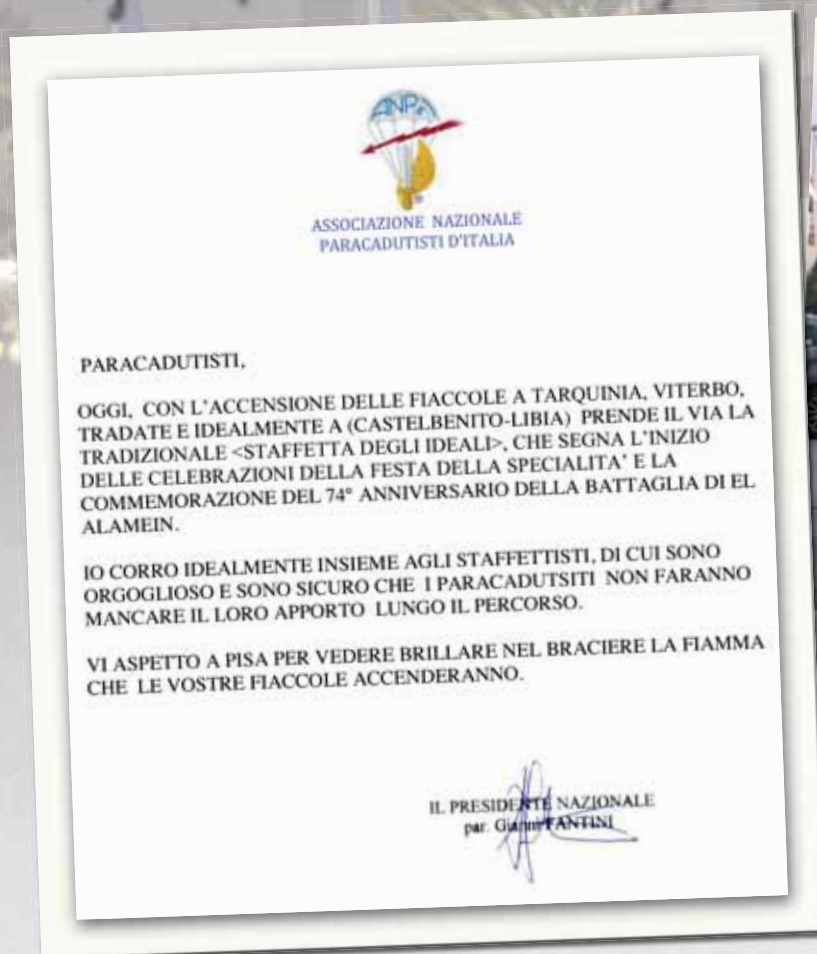 ANPd'I
ASSOCIAZIONE NAZIONALE
PARACADUTISTI D'ITALIA
PARACADUTISTI,
OGGI, CON L'ACCENSIONE DELLE FIACCOLE A TARQUINIA, VITERBO,
TRADATE E IDEALMENTE A (CASTELBENITO-LIBIA) PRENDE IL VIA LA
TRADIZIONALE <STAFFETTA DEGLI IDEALI>, CHE SEGNA L'INIZIO
DELLE CELEBRAZIONI DELLA FESTA DELLA SPECIALITA' E LA
COMMEMORAZIONE DEL 74° ANNIVERSARIO DELLA BATTAGLIA DI EL
ALAMEIN.
IO CORRO IDEALMENTE INSIEME AGLI STAFFETTISTI, DI CUI SONO
ORGOGLIOSO E SONO SICURO CHE I PARACADUTSITI NON FARANNO
MANCARE IL LORO APPORTO LUNGO IL PERCORSO.
VI ASPETTO A PISA PER VEDERE BRILLARE NEL BRACIERE LA FIAMMA
CHE LE VOSTRE FIACCOLE ACCENDERANNO.
IL PRESIDENTE NAZIONALE
par. Gianni FANTINI